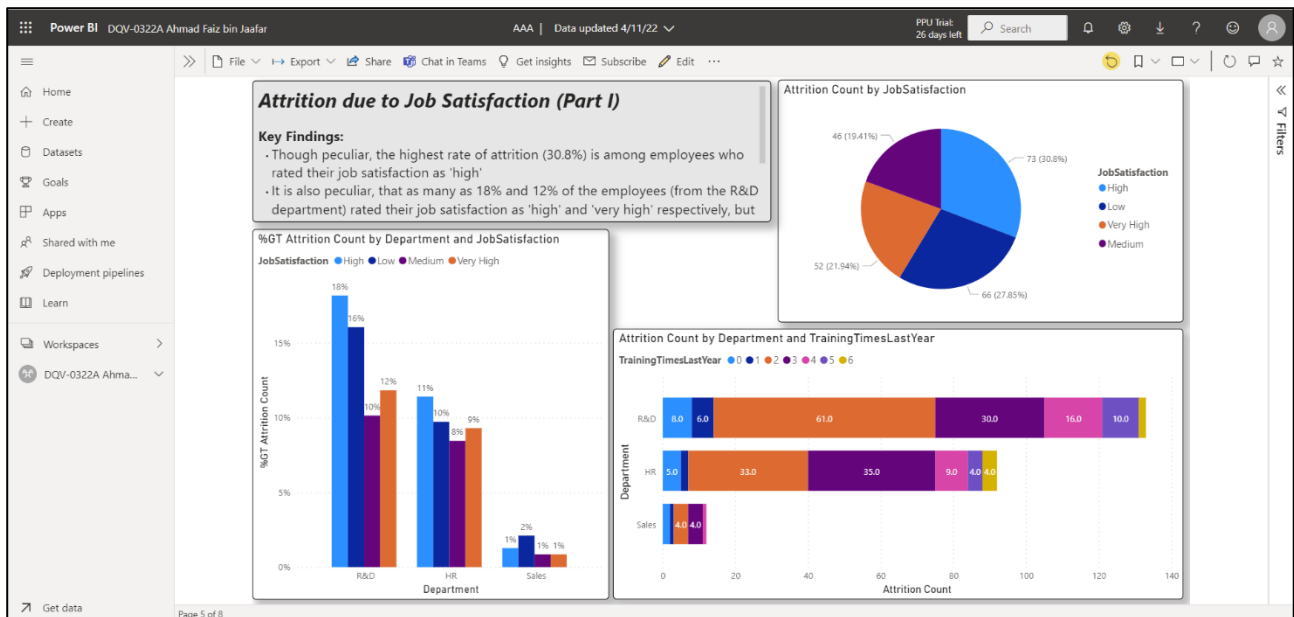 Power BI DQV-0322A Ahmad Faiz bin Jaafar
AAA | Data updated 4/11/22
PPU Trial:
26 days left
Search
File
Export
Share
Chat in Teams
Get insights
Subscribe
Edit
Home
Create
Datasets
Goals
Apps
Shared with me
Deployment pipelines
Learn
Workspaces
DQV-0322A Ahma...
Get data
Attrition due to Job Satisfaction (Part I)
Key Findings:
• Though peculiar, the highest rate of attrition (30.8%) is among employees who
rated their job satisfaction as 'high'
• It is also peculiar, that as many as 18% and 12% of the employees (from the R&D
department) rated their job satisfaction as 'high' and 'very high' respectively, but
Attrition Count by JobSatisfaction
46 (19.41%)
73 (30.8%)
52 (21.94%)
66 (27.85%)
JobSatisfaction
High
Low
Very High
Medium
Filters
%GT Attrition Count by Department and JobSatisfaction
JobSatisfaction High Low Medium Very High
%GT Attrition Count
15%
10%
5%
0%
18%
16%
10%
12%
11%
10%
8%
9%
1%
2%
1%
1%
R&D
HR
Sales
Department
Attrition Count by Department and TrainingTimesLastYear
TrainingTimesLastYear 0 1 2 3 4 5 6
Department
R&D 8.0 6.0 61.0 30.0 16.0 10.0
HR 5.0 33.0 35.0 9.0 4.0 4.0
Sales 4.0 4.0
0 20 40 60 80 100 120 140
Attrition Count
Page 5 of 8